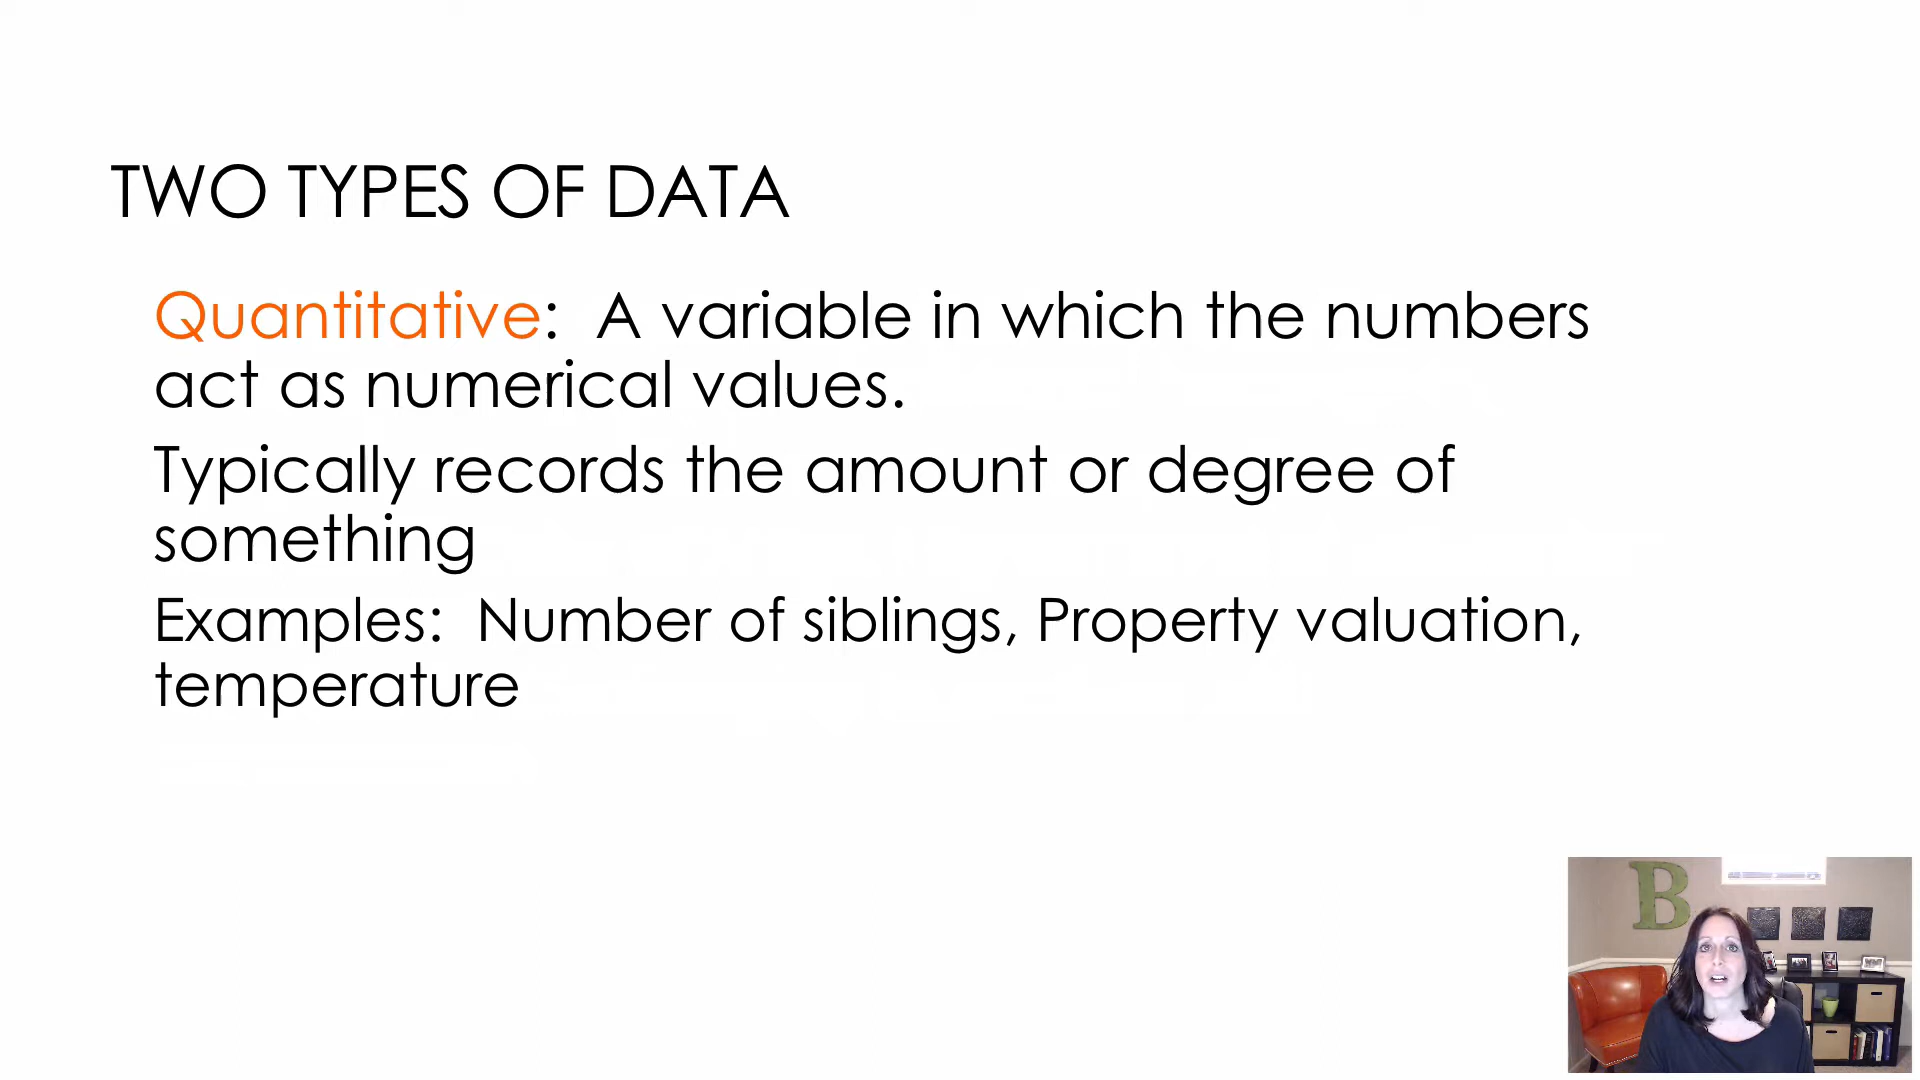 TWO TYPES OF DATA
Quantitative: A variable in which the numbers
act as numerical values.
Typically records the amount or degree of
something
Examples: Number of siblings, Property valuation,
temperature
B